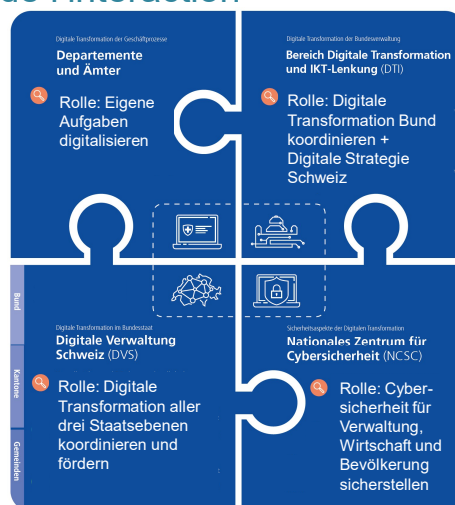 Digitale Transformation der Geschäftprozesse
Departemente
und Ämter
Rolle: Eigene
Aufgaben
digitalisieren
Digitale Transformation der Bundesverwaltung
Bereich Digitale Transformation
und IKT-Lenkung (DTI)
Rolle: Digitale
Transformation Bund
koordinieren +
Digitale Strategie
Schweiz
Bund
Kantone
Gemeinden
Digitale Transformation im Bundesstaat
Digitale Verwaltung
Schweiz (DVS)
Rolle: Digitale
Transformation aller
drei Staatsebenen
koordinieren und
fördern
Sicherheitsaspekte der Digitalen Transformation
Nationales Zentrum für
Cybersicherheit (NCSC)
Rolle: Cyber-
sicherheit für
Verwaltung,
Wirtschaft und
Bevölkerung
sicherstellen